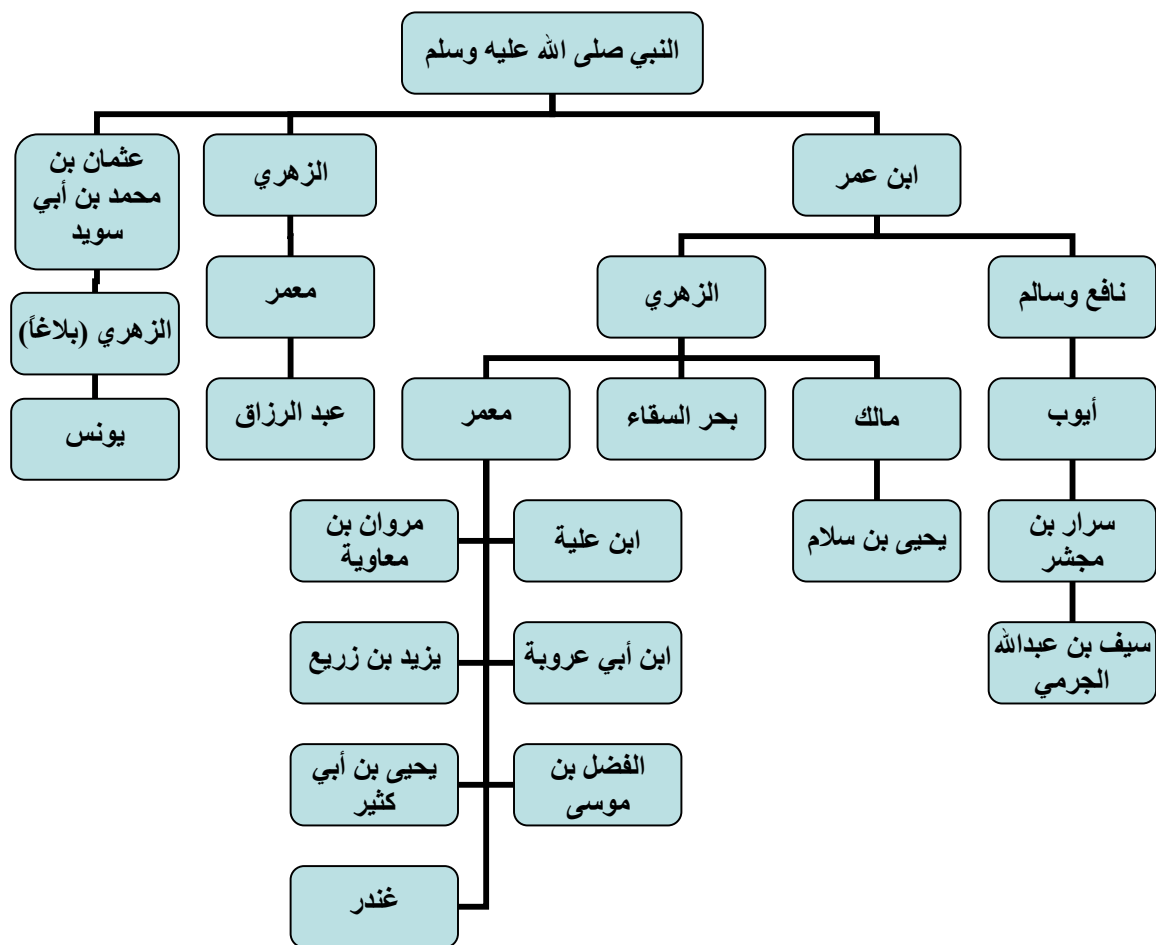 النبي صلى الله عليه وسلم
ابن عمر
الزهري
عثمان بن
محمد بن أبي
سويد
نافع وسالم
الزهري
معمر
الزهري (بلاغاً)
أيوب
مالك
بحر السقاء
معمر
عبد الرزاق
يونس
سرار بن
مجشر
يحيى بن سلام
ابن علية
مروان بن
معاوية
سيف بن عبدالله
الجرمي
ابن أبي عروبة
يزيد بن زريع
الفضل بن
موسى
يحيى بن أبي
كثير
غندر